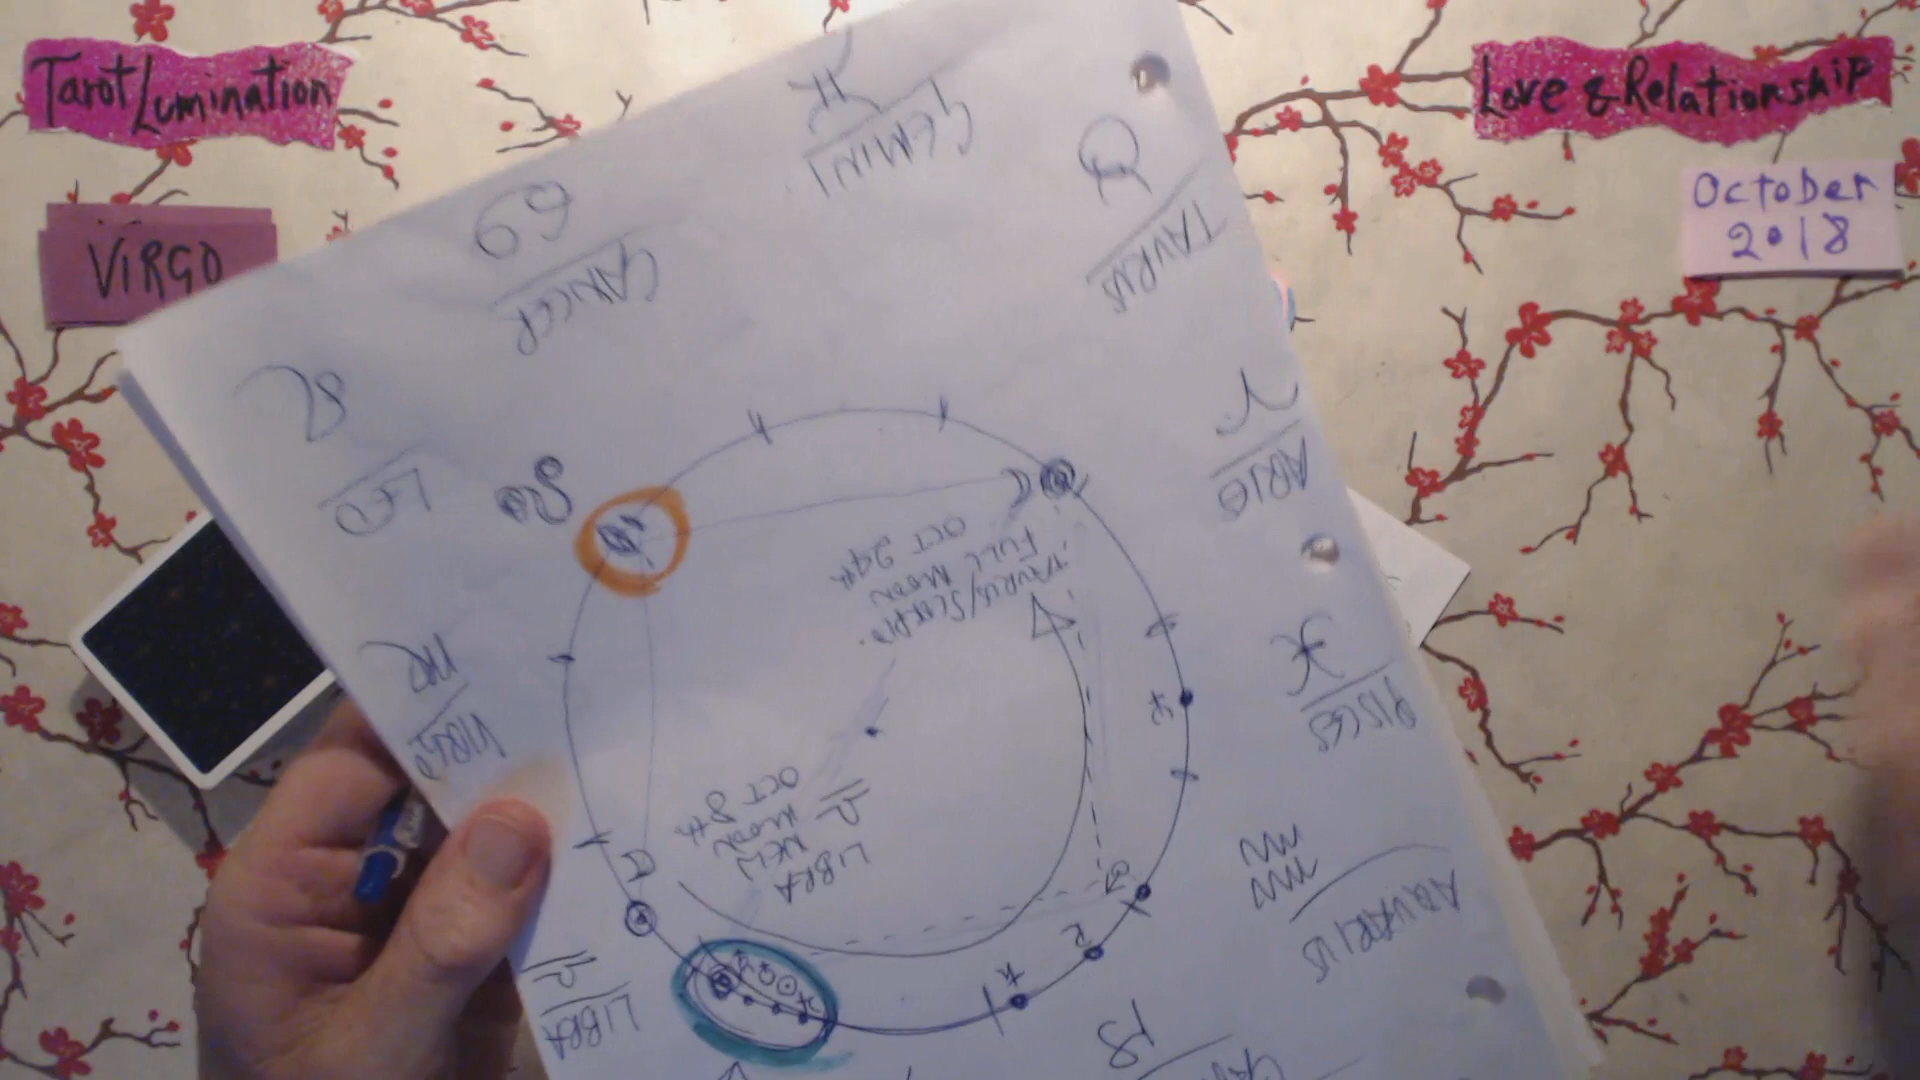 Tarot Lumination
Love & Relationship
VIRGO
October
2018
GEMINI
TAURUS
CANCER
LEO
ARIES
VIRGO
PISCES
AQUARIUS
LIBRA
TAURUS/SCORPIO
FULL MOON
OCT 24th
LIBRA
NEW
MOON
OCT 8th